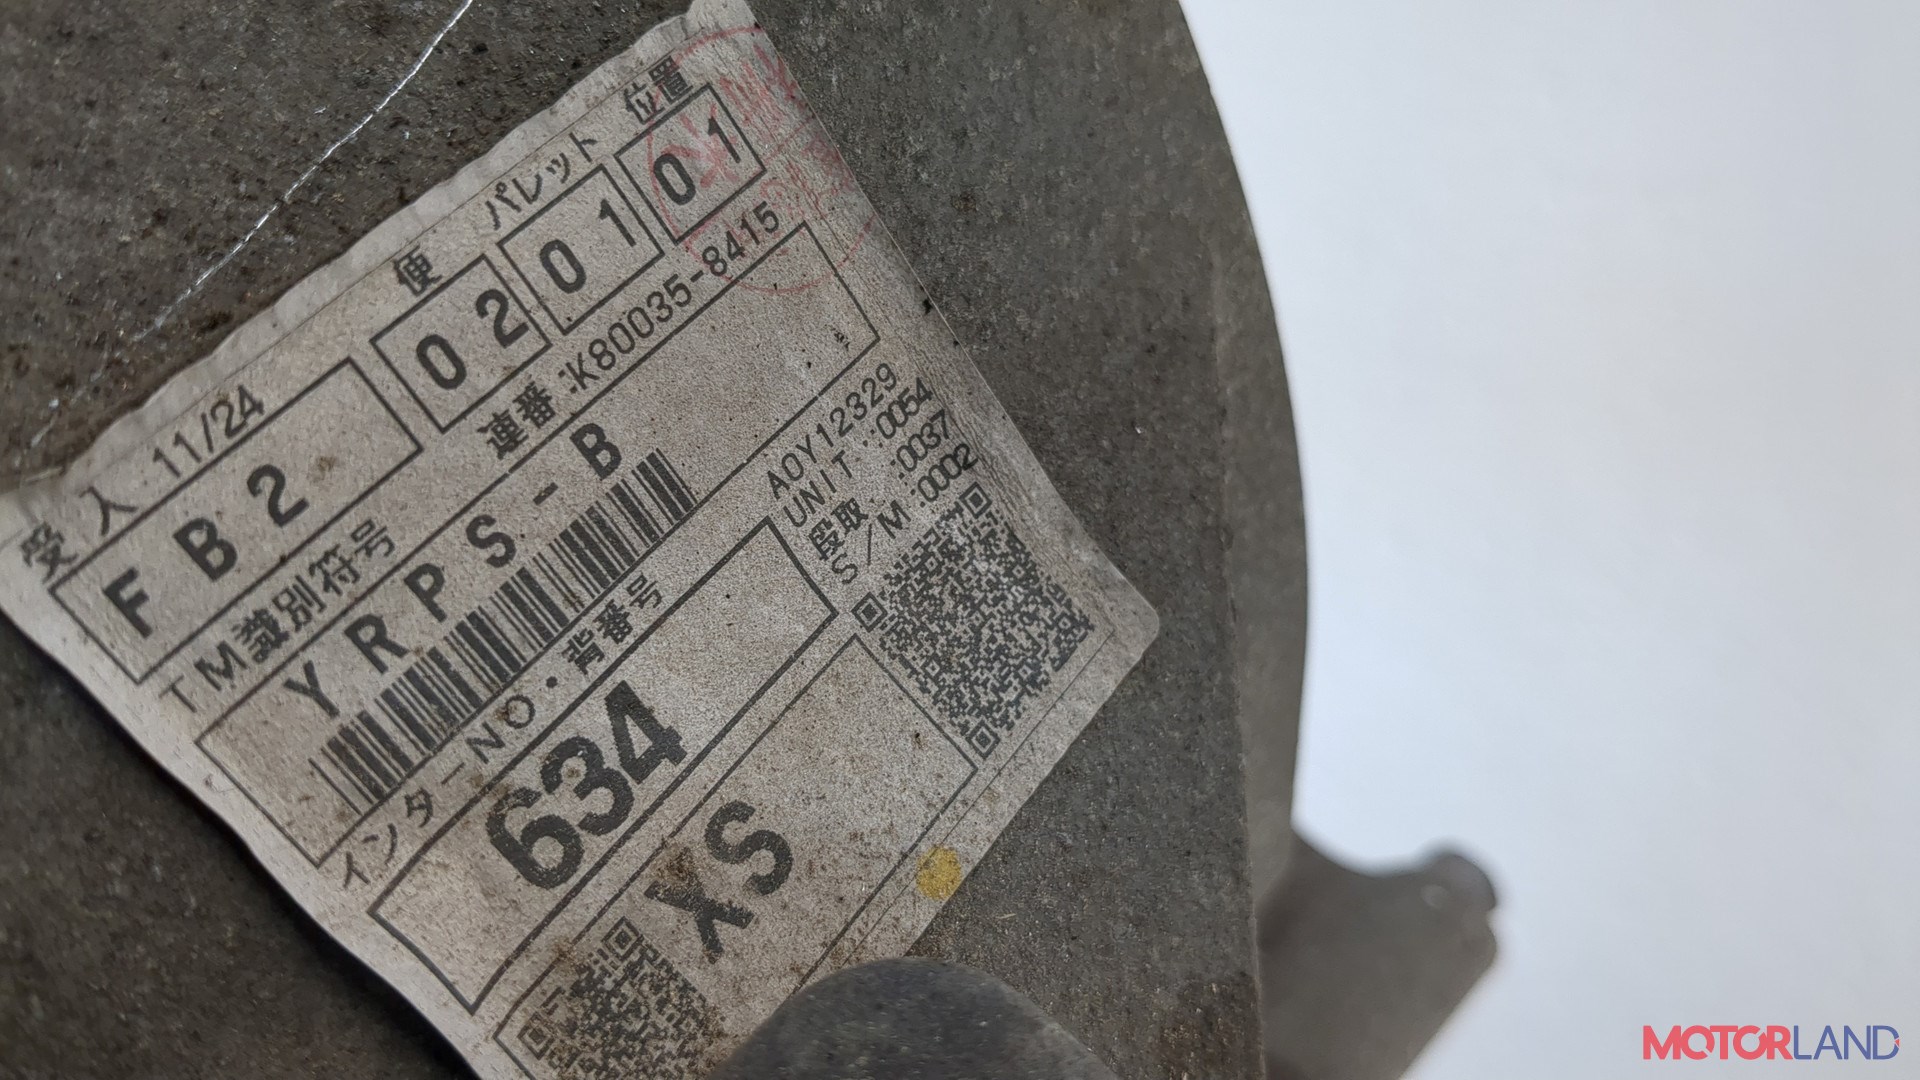 便 パレット 位置
受入 11/24
FB2 02 01 01
TM識別符号 連番:K80035-8415
YRPS-B
インターNO・背番号
634
A0Y12329
UNIT :0054
段取 :0037
S/M :0002
XS
MOTORLAND